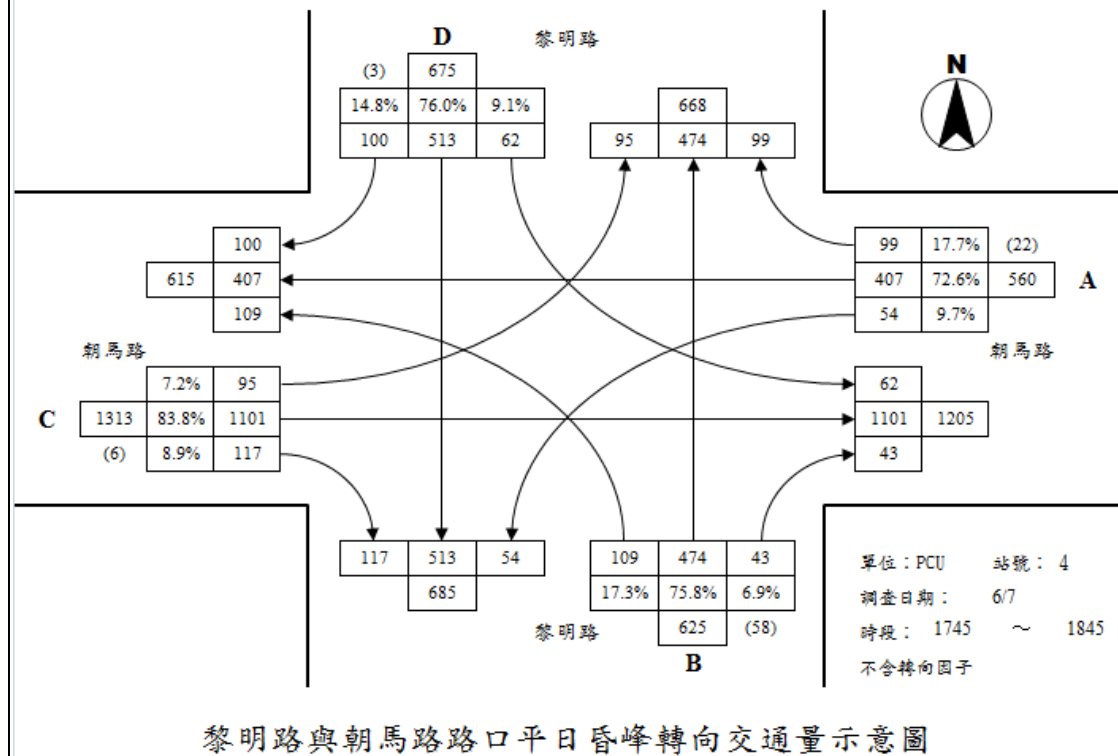 D
黎明路
N
(3) 675
14.8% 76.0% 9.1%
100 513 62
668
95 474 99
100
615 407
109
99 17.7% (22)
407 72.6% 560
54 9.7%
A
朝馬路
朝馬路
7.2% 95
C 1313 83.8% 1101
(6) 8.9% 117
62
1101 1205
43
117 513 54
685
109 474 43
17.3% 75.8% 6.9%
625 (58)
黎明路
B
單位：PCU 站號： 4
調查日期： 6/7
時段： 1745 ～ 1845
不含轉向因子
黎明路與朝馬路路口平日昏峰轉向交通量示意圖